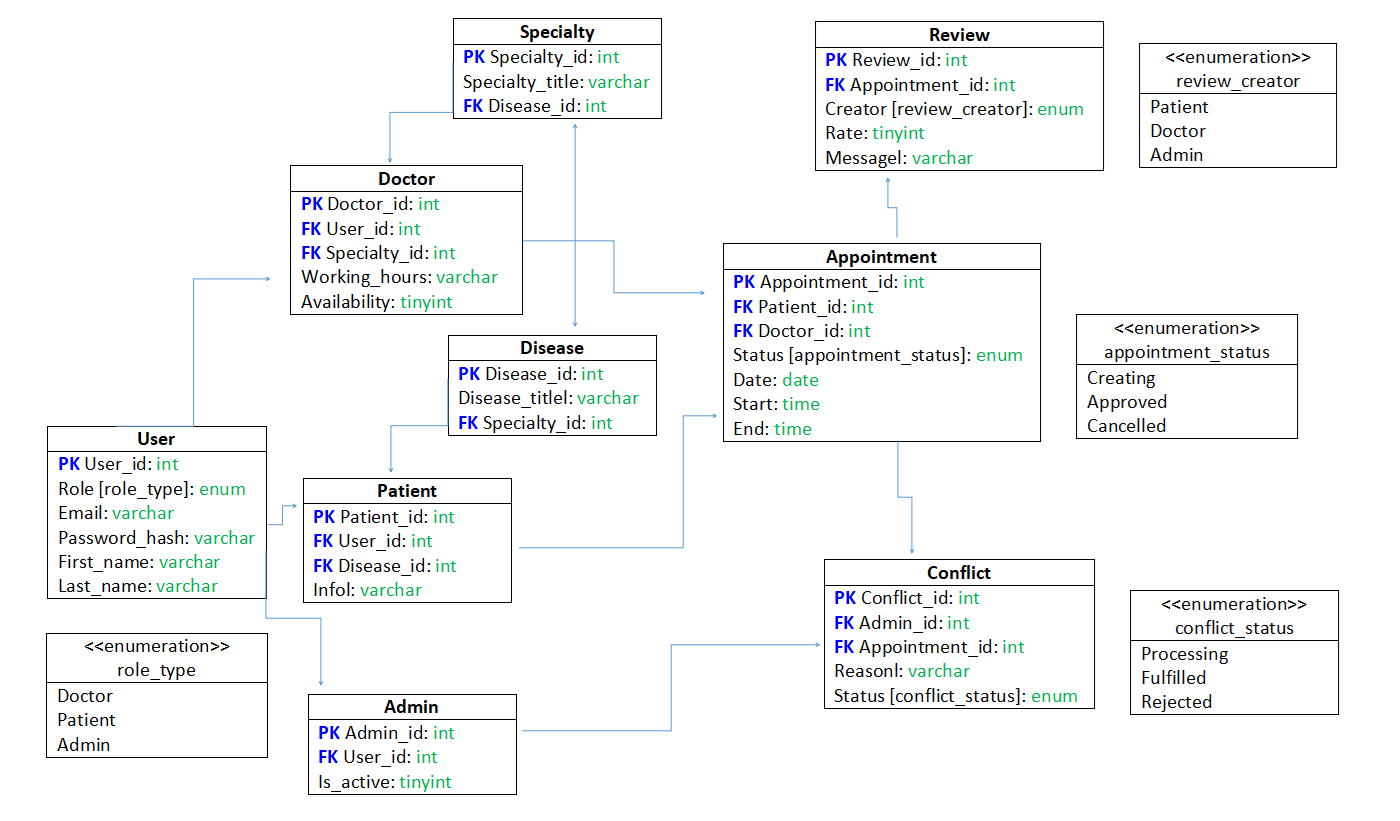 Specialty
PK Specialty_id: int
Specialty_title: varchar
FK Disease_id: int
Review
PK Review_id: int
FK Appointment_id: int
Creator [review_creator]: enum
Rate: tinyint
Messagel: varchar
<<enumeration>>
review_creator
Patient
Doctor
Admin
Doctor
PK Doctor_id: int
FK User_id: int
FK Specialty_id: int
Working_hours: varchar
Availability: tinyint
Appointment
PK Appointment_id: int
FK Patient_id: int
FK Doctor_id: int
Status [appointment_status]: enum
Date: date
Start: time
End: time
<<enumeration>>
appointment_status
Creating
Approved
Cancelled
Disease
PK Disease_id: int
Disease_titlel: varchar
FK Specialty_id: int
User
PK User_id: int
Role [role_type]: enum
Email: varchar
Password_hash: varchar
First_name: varchar
Last_name: varchar
Patient
PK Patient_id: int
FK User_id: int
FK Disease_id: int
Infol: varchar
Conflict
PK Conflict_id: int
FK Admin_id: int
FK Appointment_id: int
Reasonl: varchar
Status [conflict_status]: enum
<<enumeration>>
conflict_status
Processing
Fulfilled
Rejected
<<enumeration>>
role_type
Doctor
Patient
Admin
Admin
PK Admin_id: int
FK User_id: int
Is_active: tinyint